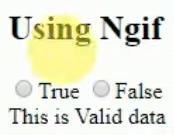 Using Ngif
True False
This is Valid data